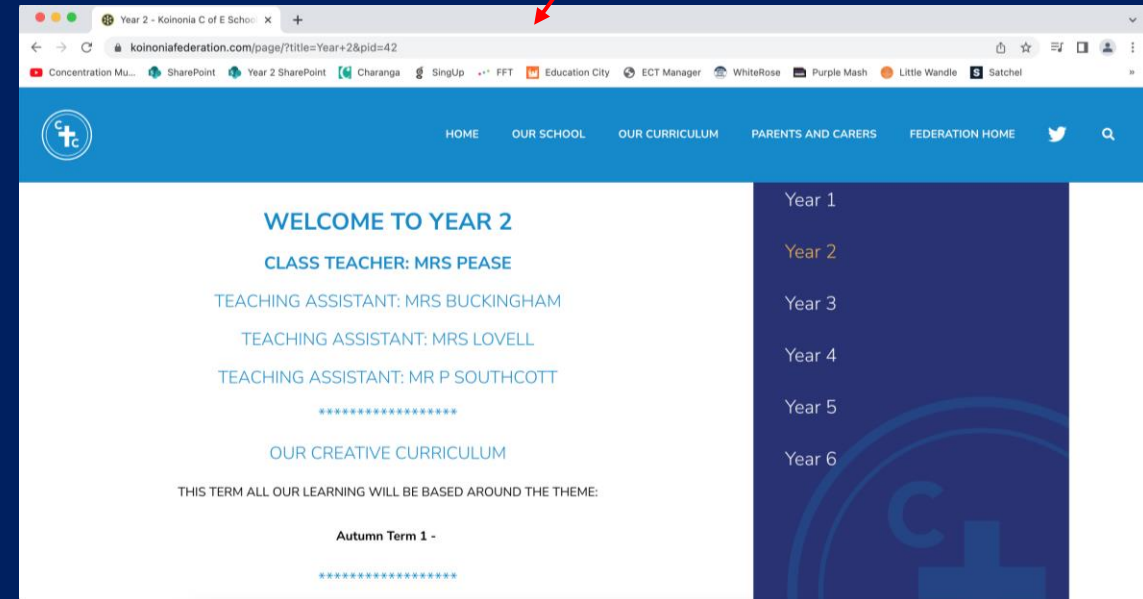 Year 2 - Koinonia C of E Schoo
koinoniafederation.com/page/?title=Year+2&pid=42
Concentration Mu... SharePoint Year 2 SharePoint Charanga SingUp FFT Education City ECT Manager WhiteRose Purple Mash Little Wandle S Satchel »
C C HOME OUR SCHOOL OUR CURRICULUM PARENTS AND CARERS FEDERATION HOME
WELCOME TO YEAR 2
CLASS TEACHER: MRS PEASE
TEACHING ASSISTANT: MRS BUCKINGHAM
TEACHING ASSISTANT: MRS LOVELL
TEACHING ASSISTANT: MR P SOUTHCOTT
******************
OUR CREATIVE CURRICULUM
THIS TERM ALL OUR LEARNING WILL BE BASED AROUND THE THEME:
Autumn Term 1 -
******************
Year 1
Year 2
Year 3
Year 4
Year 5
Year 6
C